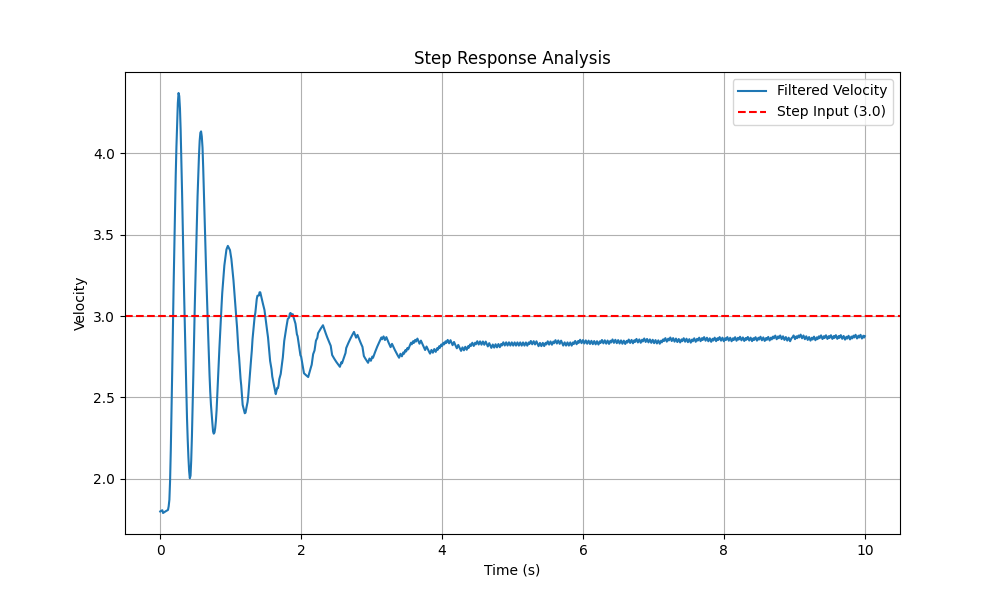 Step Response Analysis
Filtered Velocity
Step Input (3.0)
Velocity
4.0
3.5
3.0
2.5
2.0
0
2
4
6
8
10
Time (s)